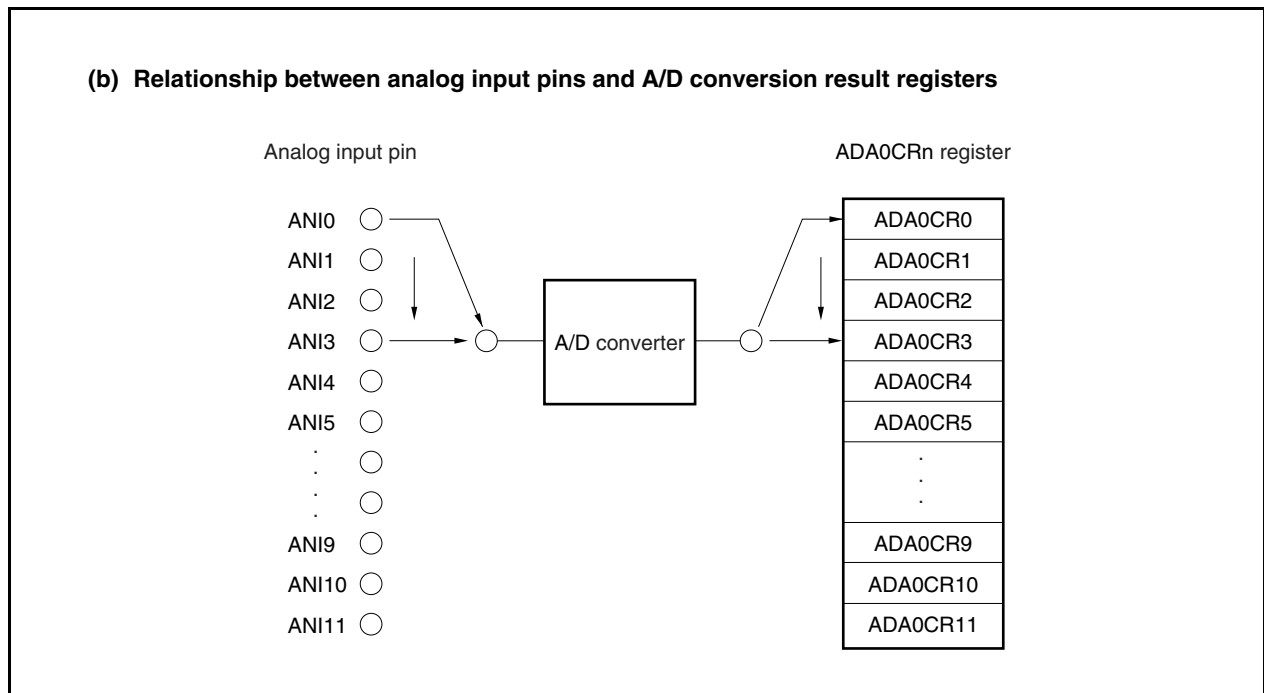 (b) Relationship between analog input pins and A/D conversion result registers
Analog input pin
ADA0CRn register
ANI0
ADA0CR0
ANI1
ADA0CR1
ANI2
ADA0CR2
ANI3
A/D converter
ADA0CR3
ANI4
ADA0CR4
ANI5
ADA0CR5
.
.
.
.
.
.
.
ANI9
ADA0CR9
ANI10
ADA0CR10
ANI11
ADA0CR11